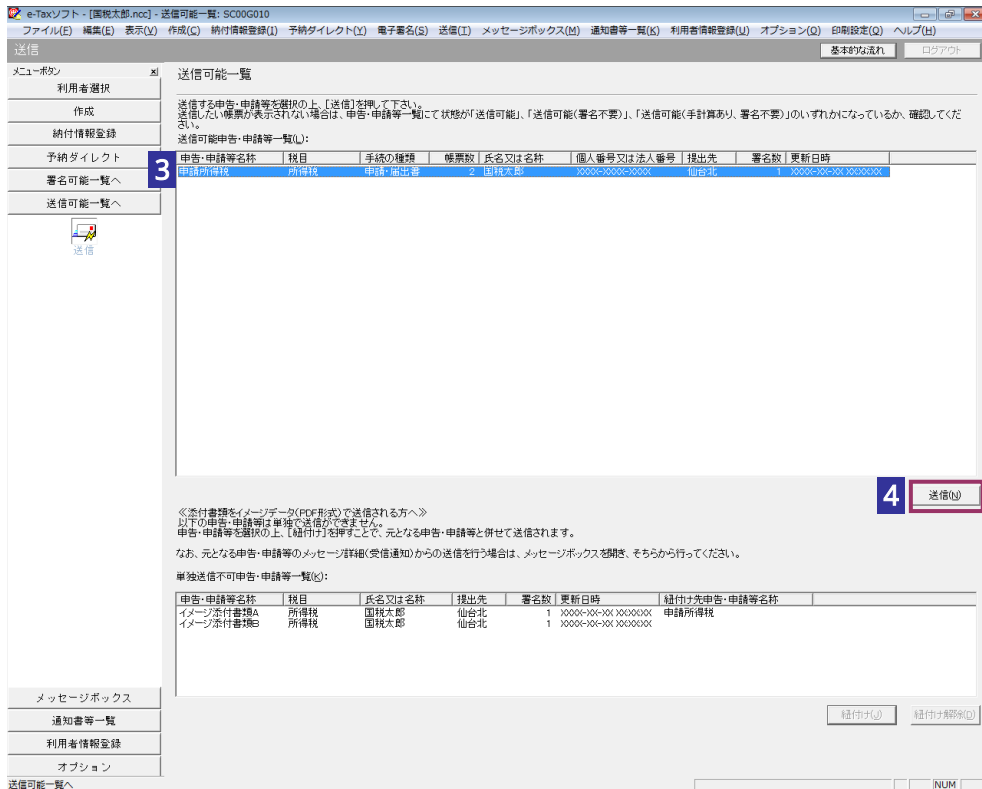 e-Taxソフト - [国税太郎.ncc] - 送信可能一覧: SC00G010
ファイル(F) 編集(E) 表示(V) 作成(C) 納付情報登録(I) 予納ダイレクト(Y) 電子署名(S) 送信(T) メッセージボックス(M) 通知書等一覧(K) 利用者情報登録(U) オプション(O) 印刷設定(Q) ヘルプ(H)
送信 基本的な流れ ログアウト
メニューボタン x
利用者選択
作成
納付情報登録
予納ダイレクト
署名可能一覧へ
送信可能一覧へ
送信
メッセージボックス
通知書等一覧
利用者情報登録
オプション
送信可能一覧
送信する申告・申請等を選択の上、[送信]を押して下さい。
送信したい帳票が表示されない場合は、申告・申請等一覧にて状態が「送信可能」、「送信可能(署名不要)」、「送信可能(手計算あり、署名不要)」のいずれかになっているか、確認してくだ
さい。
送信可能申告・申請等一覧(L):
申告・申請等名称 税目 手続の種類 帳票数 氏名又は名称 個人番号又は法人番号 提出先 署名数 更新日時
3 申請所得税 所得税 申請・届出書 2 国税太郎 XXXX-XXXX-XXXX 仙台北 1 XXXX-XX-XX XX:XX:XX
4 送信(N)
≪添付書類をイメージデータ(PDF形式)で送信される方へ≫
以下の申告・申請等は単独で送信ができません。
申告・申請等を選択の上、[紐付け]を押すことで、元となる申告・申請等と併せて送信されます。
なお、元となる申告・申請等のメッセージ詳細(受信通知)からの送信を行う場合は、メッセージボックスを開き、そちらから行ってください。
単独送信不可申告・申請等一覧(K):
申告・申請等名称 税目 氏名又は名称 提出先 署名数 更新日時 紐付け先申告・申請等名称
イメージ添付書類A 所得税 国税太郎 仙台北 1 XXXX-XX-XX XX:XX:XX 申請所得税
イメージ添付書類B 所得税 国税太郎 仙台北 1 XXXX-XX-XX XX:XX:XX
紐付け(J) 紐付け解除(D)
送信可能一覧へ NUM